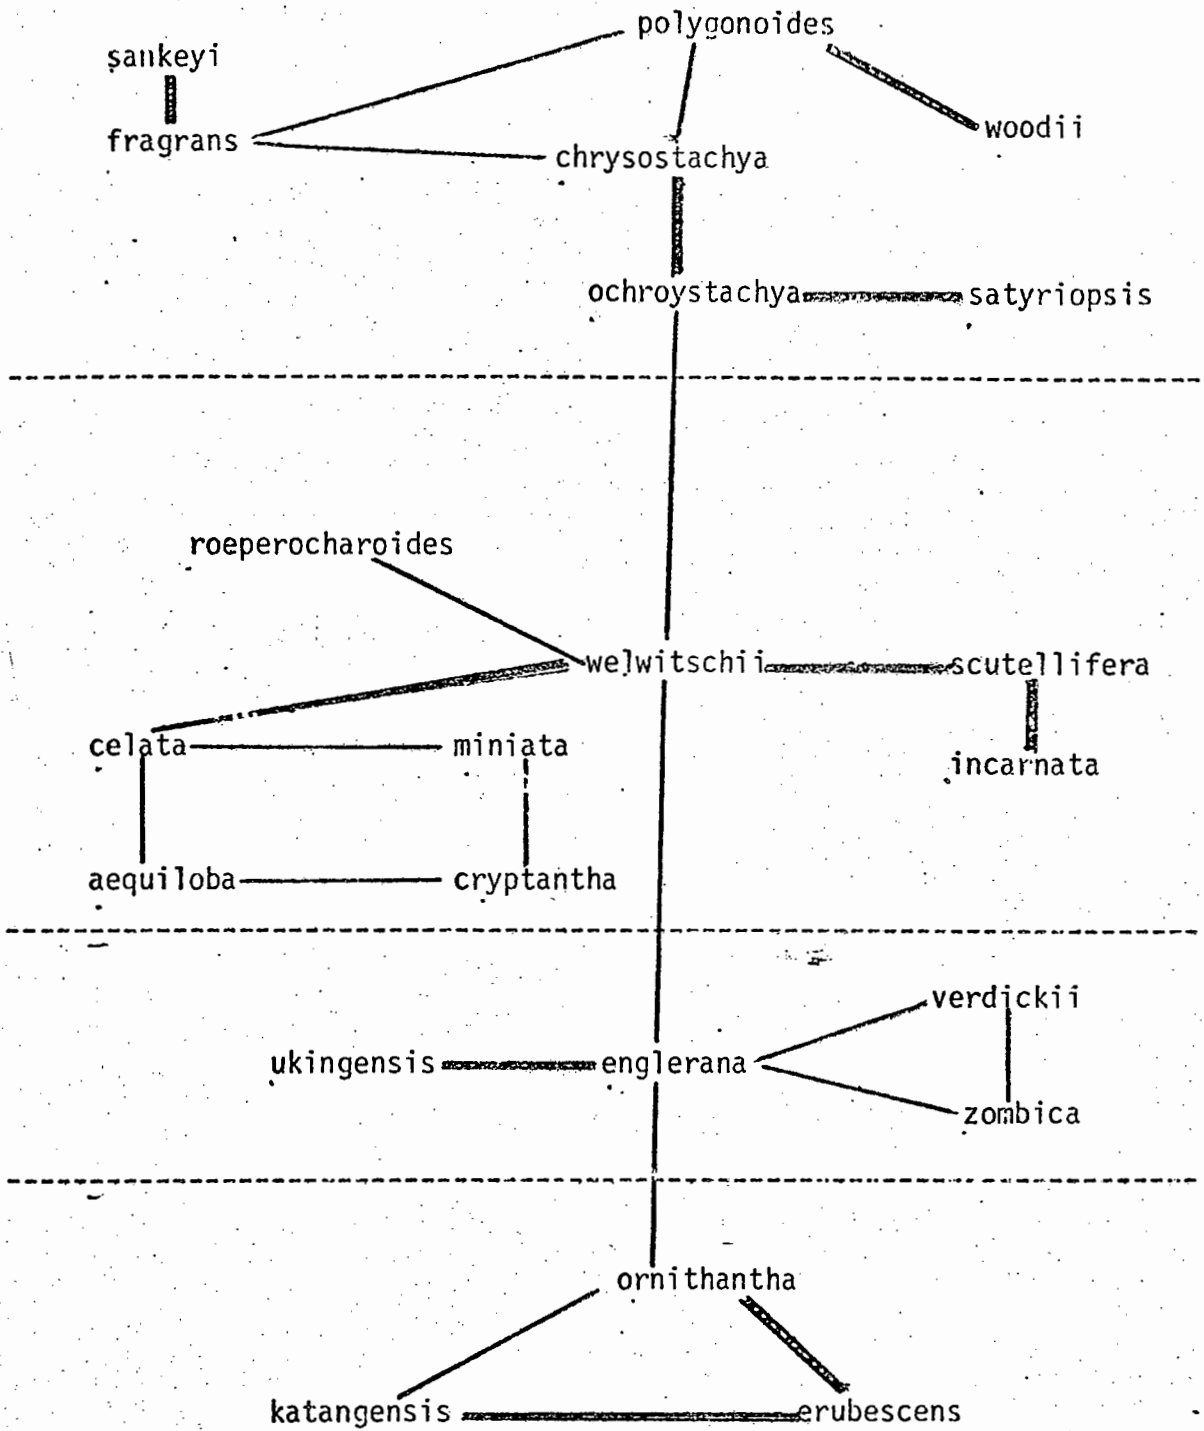 polygonoides
sankeyi
woodii
fragrans
chrysostachya
ochroystachya satyriopsis
roeperocharoides
welwitschii scutellifera
celata miniata
incarnata
aequiloba cryptantha
verdickii
ukingensis englerana
zombica
ornithantha
katangensis erubescens